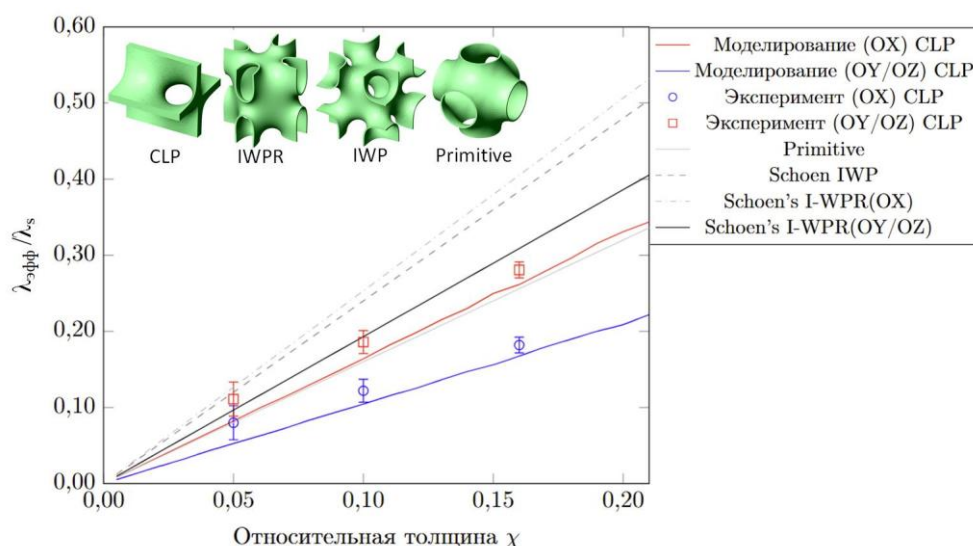 0,60
0,50
0,40
0,30
0,20
0,10
0,00
λэфф/λs
CLP
IWPR
IWP
Primitive
0,00
0,05
0,10
0,15
0,20
Относительная толщина χ
Моделирование (OX) CLP
Моделирование (OY/OZ) CLP
Эксперимент (OX) CLP
Эксперимент (OY/OZ) CLP
Primitive
Schoen IWP
Schoen's I-WPR(OX)
Schoen's I-WPR(OY/OZ)